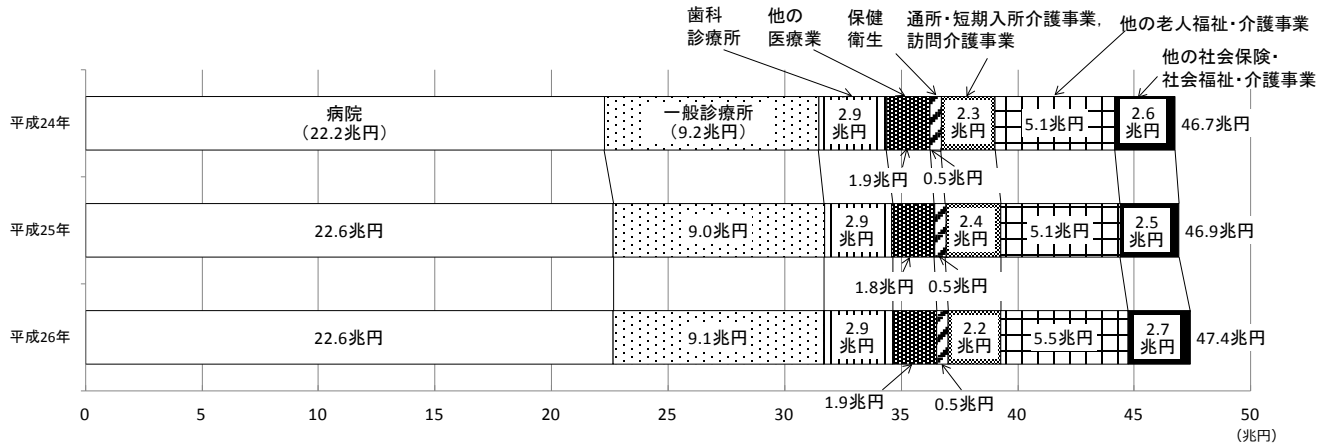 歯科
診療所
他の
医療業
保健
衛生
通所・短期入所介護事業,
訪問介護事業
他の老人福祉・介護事業
他の社会保険・
社会福祉・介護事業
平成24年
病院
（22.2兆円）
一般診療所
（9.2兆円）
2.9
兆円
2.3
兆円
5.1兆円
2.6
兆円
46.7兆円
1.9兆円
0.5兆円
平成25年
22.6兆円
9.0兆円
2.9
兆円
2.4
兆円
5.1兆円
2.5
兆円
46.9兆円
1.8兆円
0.5兆円
平成26年
22.6兆円
9.1兆円
2.9
兆円
2.2
兆円
5.5兆円
2.7
兆円
47.4兆円
1.9兆円
0.5兆円
0 5 10 15 20 25 30 35 40 45 50
（兆円）